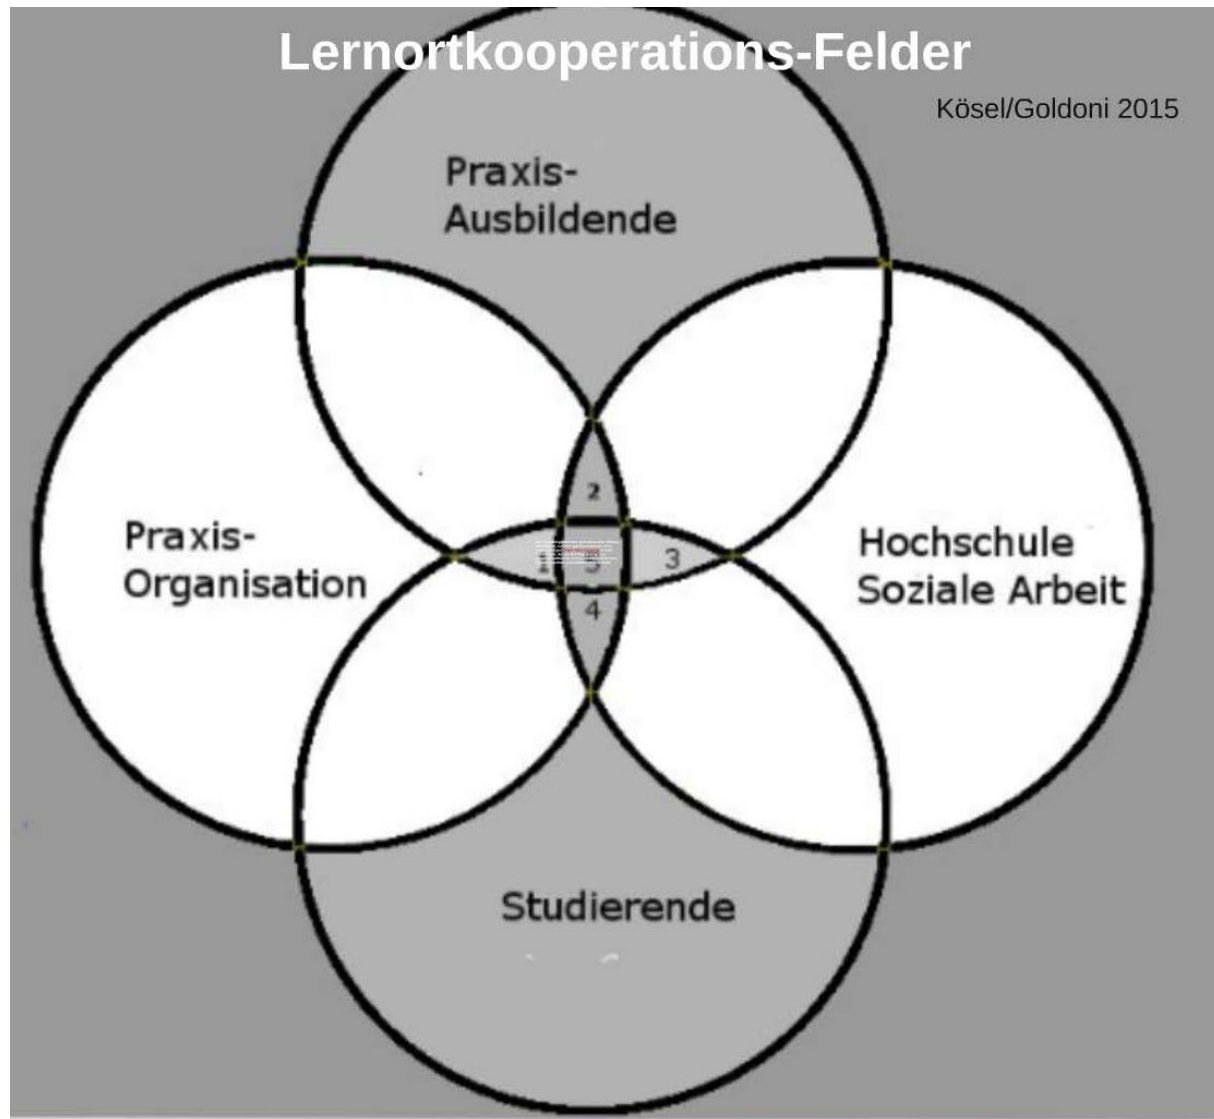 Lernortkooperations-Felder
Kösel/Goldoni 2015
Praxis-
Ausbildende
Praxis-
Organisation
Hochschule
Soziale Arbeit
2
1
5
3
4
Studierende